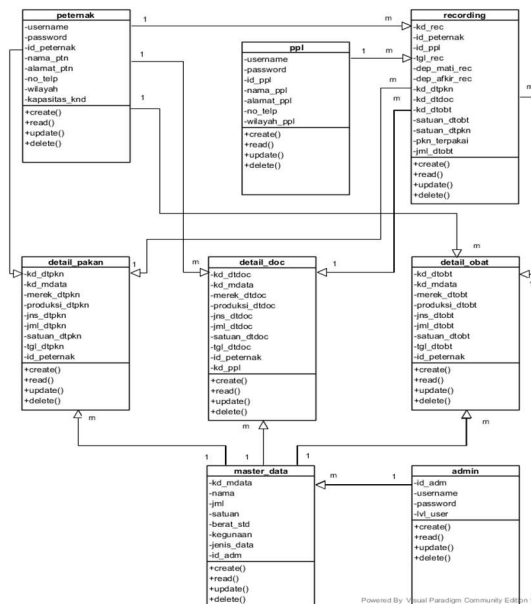 peternak
-username
-password
-id_peternak
-nama_ptn
-alamat_ptn
-no_telp
-wilayah
-kapasitas_knd
+create()
+read()
+update()
+delete()
1
m
1
1
ppl
-username
-password
-id_ppl
-nama_ppl
-alamat_ppl
-no_telp
-wilayah_ppl
+create()
+read()
+update()
+delete()
1
m
recording
-kd_rec
-id_peternak
-id_ppl
-tgl_rec
-dep_mati_rec
-dep_afkir_rec
-kd_dtpkn
-kd_dtdoc
-kd_dtobt
-satuan_dtobt
-satuan_dtpkn
-pkn_terpakai
-jml_dtobt
+create()
+read()
+update()
+delete()
m
m
m
detail_pakan
-kd_dtpkn
-kd_mdata
-merek_dtpkn
-produksi_dtpkn
-jns_dtpkn
-jml_dtpkn
-satuan_dtpkn
-tgl_dtpkn
-id_peternak
+create()
+read()
+update()
+delete()
1
m
detail_doc
-kd_dtdoc
-kd_mdata
-merek_dtdoc
-produksi_dtdoc
-jns_dtdoc
-jml_dtdoc
-satuan_dtdoc
-tgl_dtdoc
-id_peternak
-kd_ppl
+create()
+read()
+update()
+delete()
1
m
detail_obat
-kd_dtobt
-kd_mdata
-merek_dtobt
-produksi_dtobt
-jns_dtobt
-jml_dtobt
-satuan_dtobt
-tgl_dtobt
-id_peternak
+create()
+read()
+update()
+delete()
m
m
m
1
1
1
master_data
-kd_mdata
-nama
-jml
-satuan
-berat_std
-kegunaan
-jenis_data
-id_adm
+create()
+read()
+update()
+delete()
m
1
admin
-id_adm
-username
-password
-lvl_user
+create()
+read()
+update()
+delete()
Powered By Visual Paradigm Community Edition